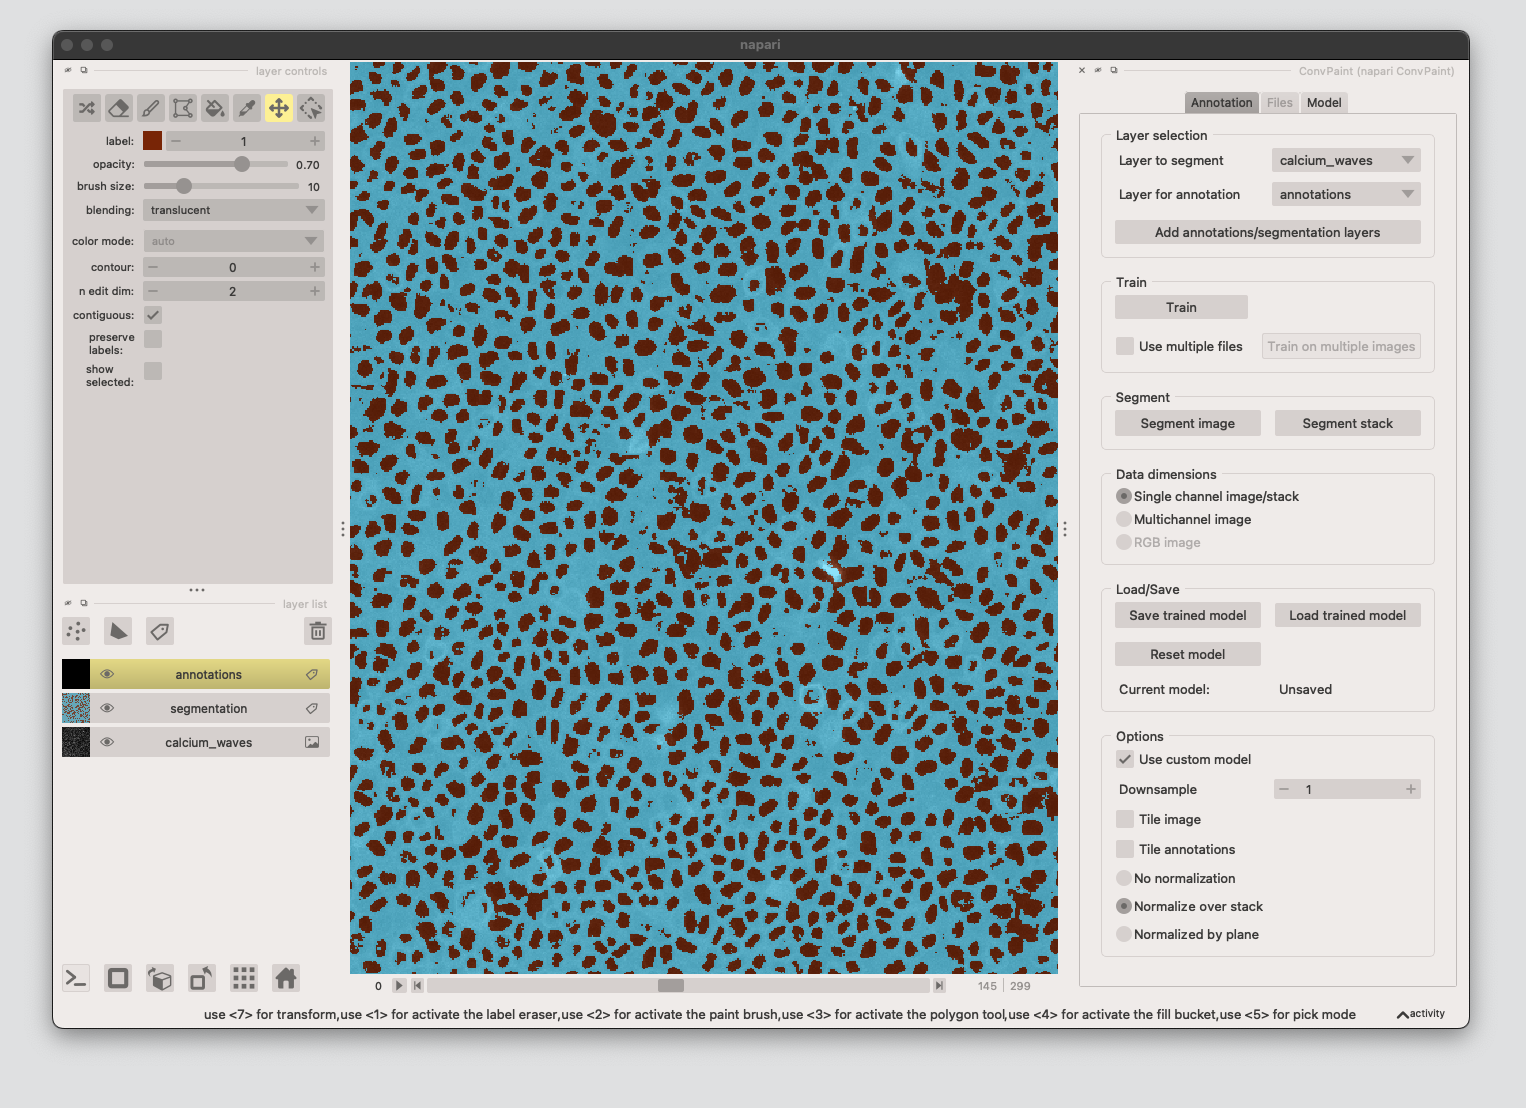 napari
layer controls
label: 1
opacity: 0.70
brush size: 10
blending: translucent
color mode: auto
contour: 0
n edit dim: 2
contiguous:
preserve
labels:
show
selected:
layer list
annotations
segmentation
calcium_waves
0 145 299
ConvPaint (napari ConvPaint)
Annotation Files Model
Layer selection
Layer to segment calcium_waves
Layer for annotation annotations
Add annotations/segmentation layers
Train
Train
Use multiple files Train on multiple images
Segment
Segment image Segment stack
Data dimensions
Single channel image/stack
Multichannel image
RGB image
Load/Save
Save trained model Load trained model
Reset model
Current model: Unsaved
Options
Use custom model
Downsample 1
Tile image
Tile annotations
No normalization
Normalize over stack
Normalized by plane
use <7> for transform,use <1> for activate the label eraser,use <2> for activate the paint brush,use <3> for activate the polygon tool,use <4> for activate the fill bucket,use <5> for pick mode
activity